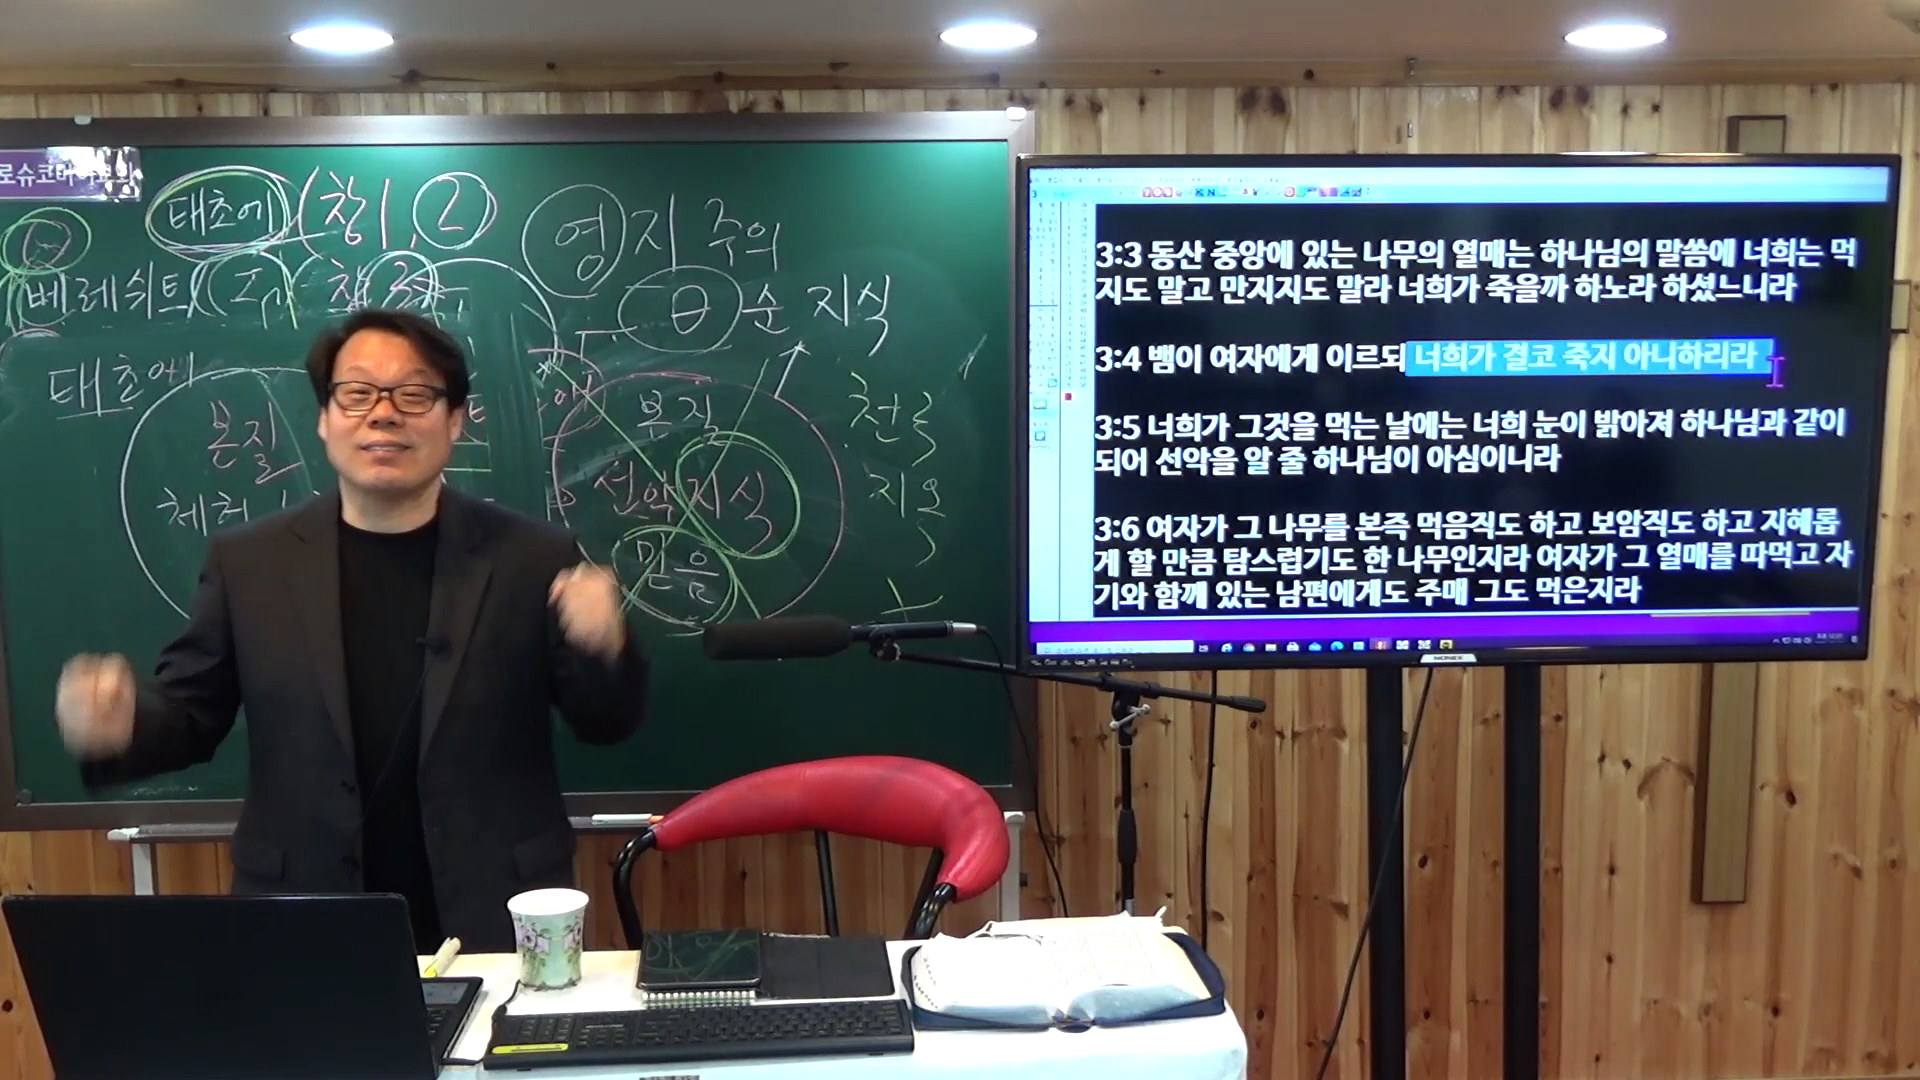 태초에 (창 1, 2
영지주의
베레쉬트
순 지식
태초에
본질
본질
선악지식
믿음
천국
지옥
3:3 동산 중앙에 있는 나무의 열매는 하나님의 말씀에 너희는 먹
지도 말고 만지지도 말라 너희가 죽을까 하노라 하셨느니라
3:4 뱀이 여자에게 이르되 너희가 결코 죽지 아니하리라
3:5 너희가 그것을 먹는 날에는 너희 눈이 밝아져 하나님과 같이
되어 선악을 알 줄 하나님이 아심이니라
3:6 여자가 그 나무를 본즉 먹음직도 하고 보암직도 하고 지혜롭
게 할 만큼 탐스럽기도 한 나무인지라 여자가 그 열매를 따먹고 자
기와 함께 있는 남편에게도 주매 그도 먹은지라